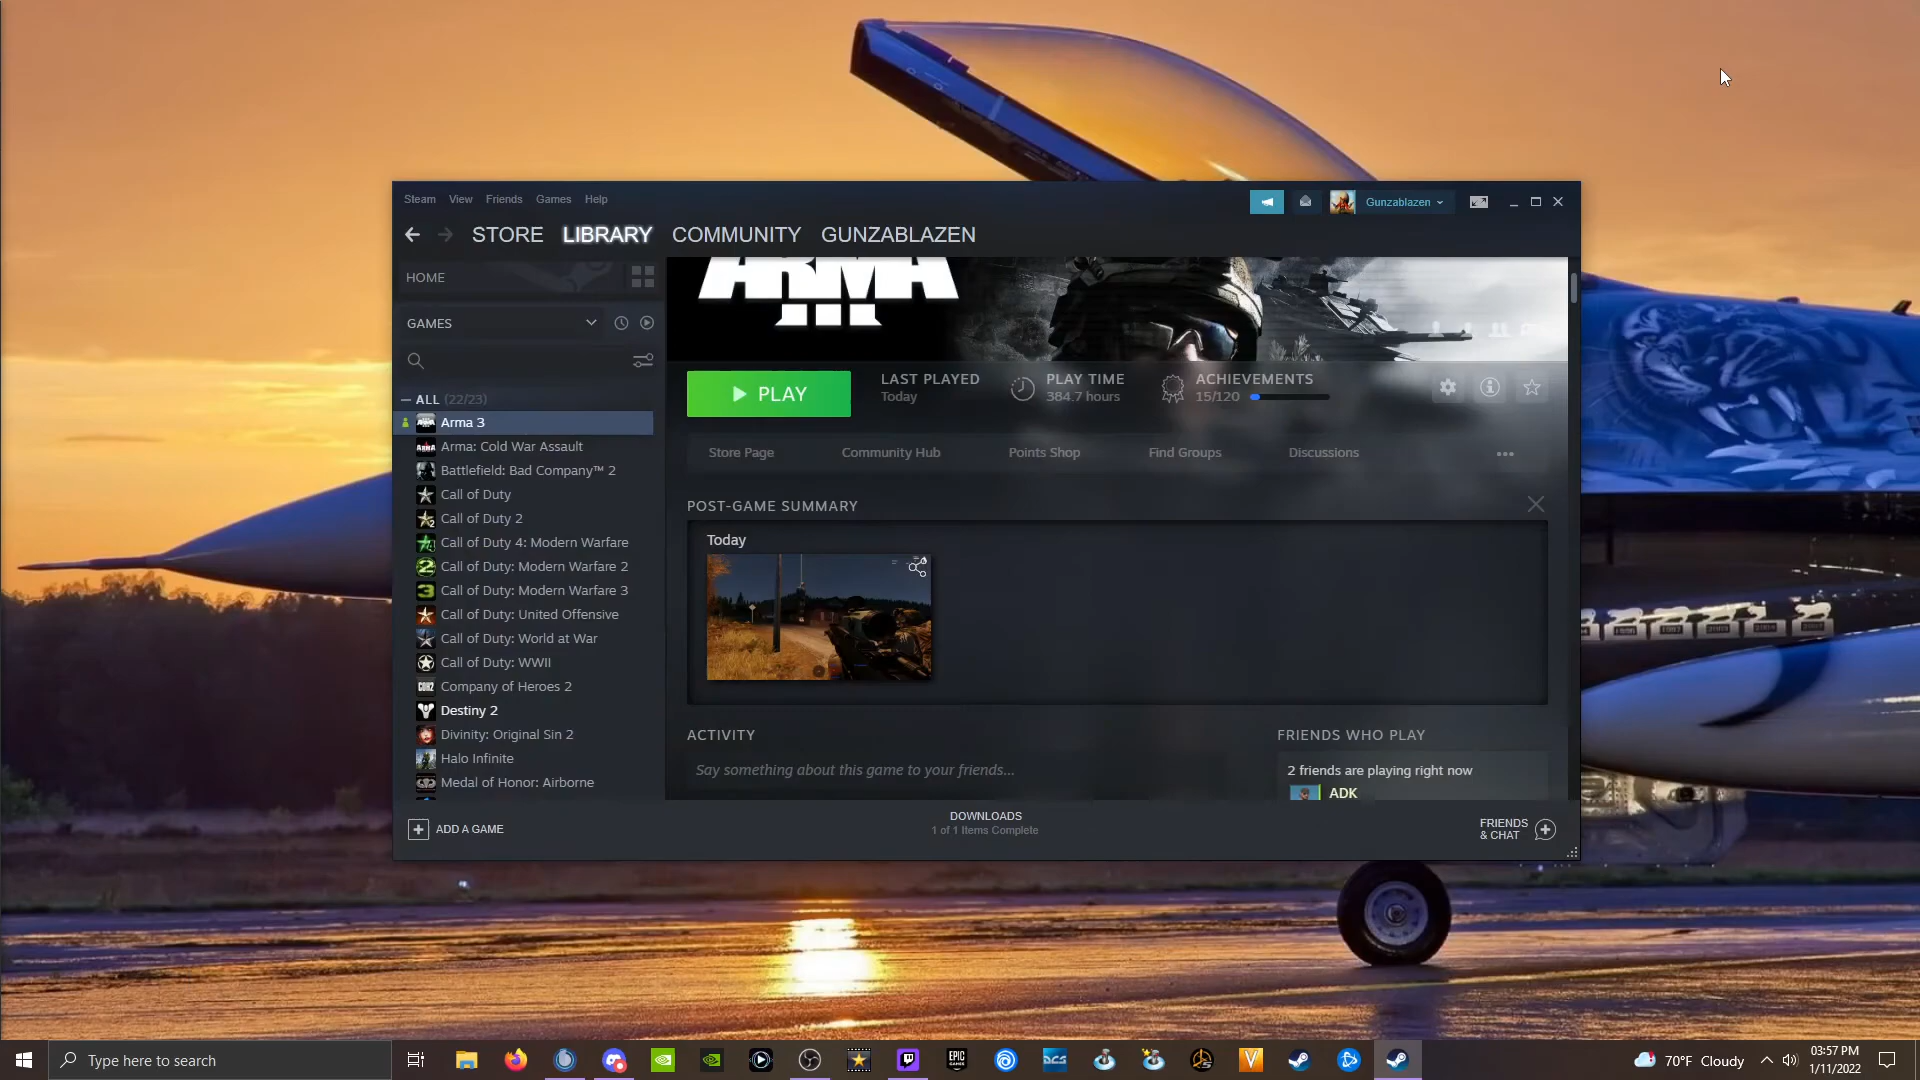 Steam View Friends Games Help
Gunzablazen
STORE LIBRARY COMMUNITY GUNZABLAZEN
HOME
GAMES
ALL (22/23)
Arma 3
Arma: Cold War Assault
Battlefield: Bad Company™ 2
Call of Duty
Call of Duty 2
Call of Duty 4: Modern Warfare
Call of Duty: Modern Warfare 2
Call of Duty: Modern Warfare 3
Call of Duty: United Offensive
Call of Duty: World at War
Call of Duty: WWII
Company of Heroes 2
Destiny 2
Divinity: Original Sin 2
Halo Infinite
Medal of Honor: Airborne
ARMA
III
PLAY
LAST PLAYED
Today
PLAY TIME
384.7 hours
ACHIEVEMENTS
15/120
Store Page Community Hub Points Shop Find Groups Discussions
POST-GAME SUMMARY
Today
ACTIVITY
Say something about this game to your friends...
FRIENDS WHO PLAY
2 friends are playing right now
ADK
ADD A GAME
DOWNLOADS
1 of 1 Items Complete
FRIENDS
& CHAT
Type here to search
EPIC
GAMES
DCS
70°F Cloudy
03:57 PM
1/11/2022